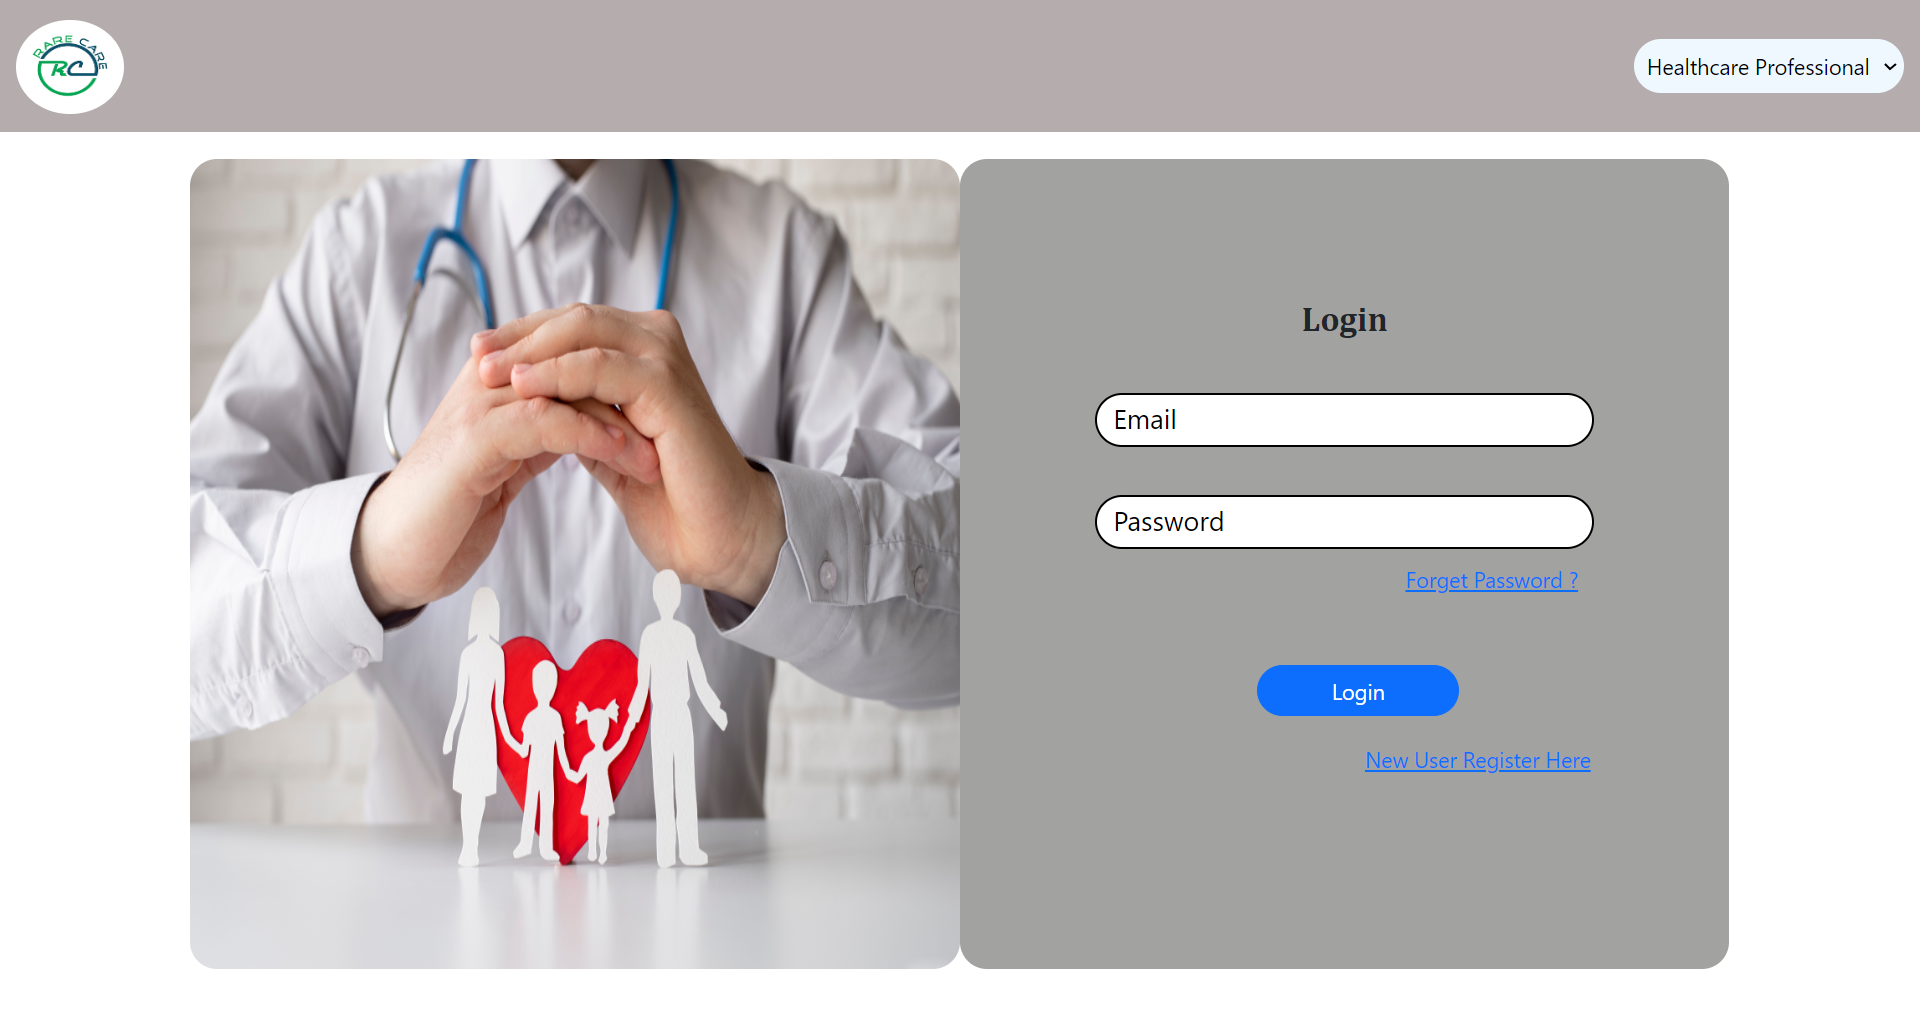 RARE CARE
RC
Healthcare Professional
Login
Email
Password
Forget Password ?
Login
New User Register Here